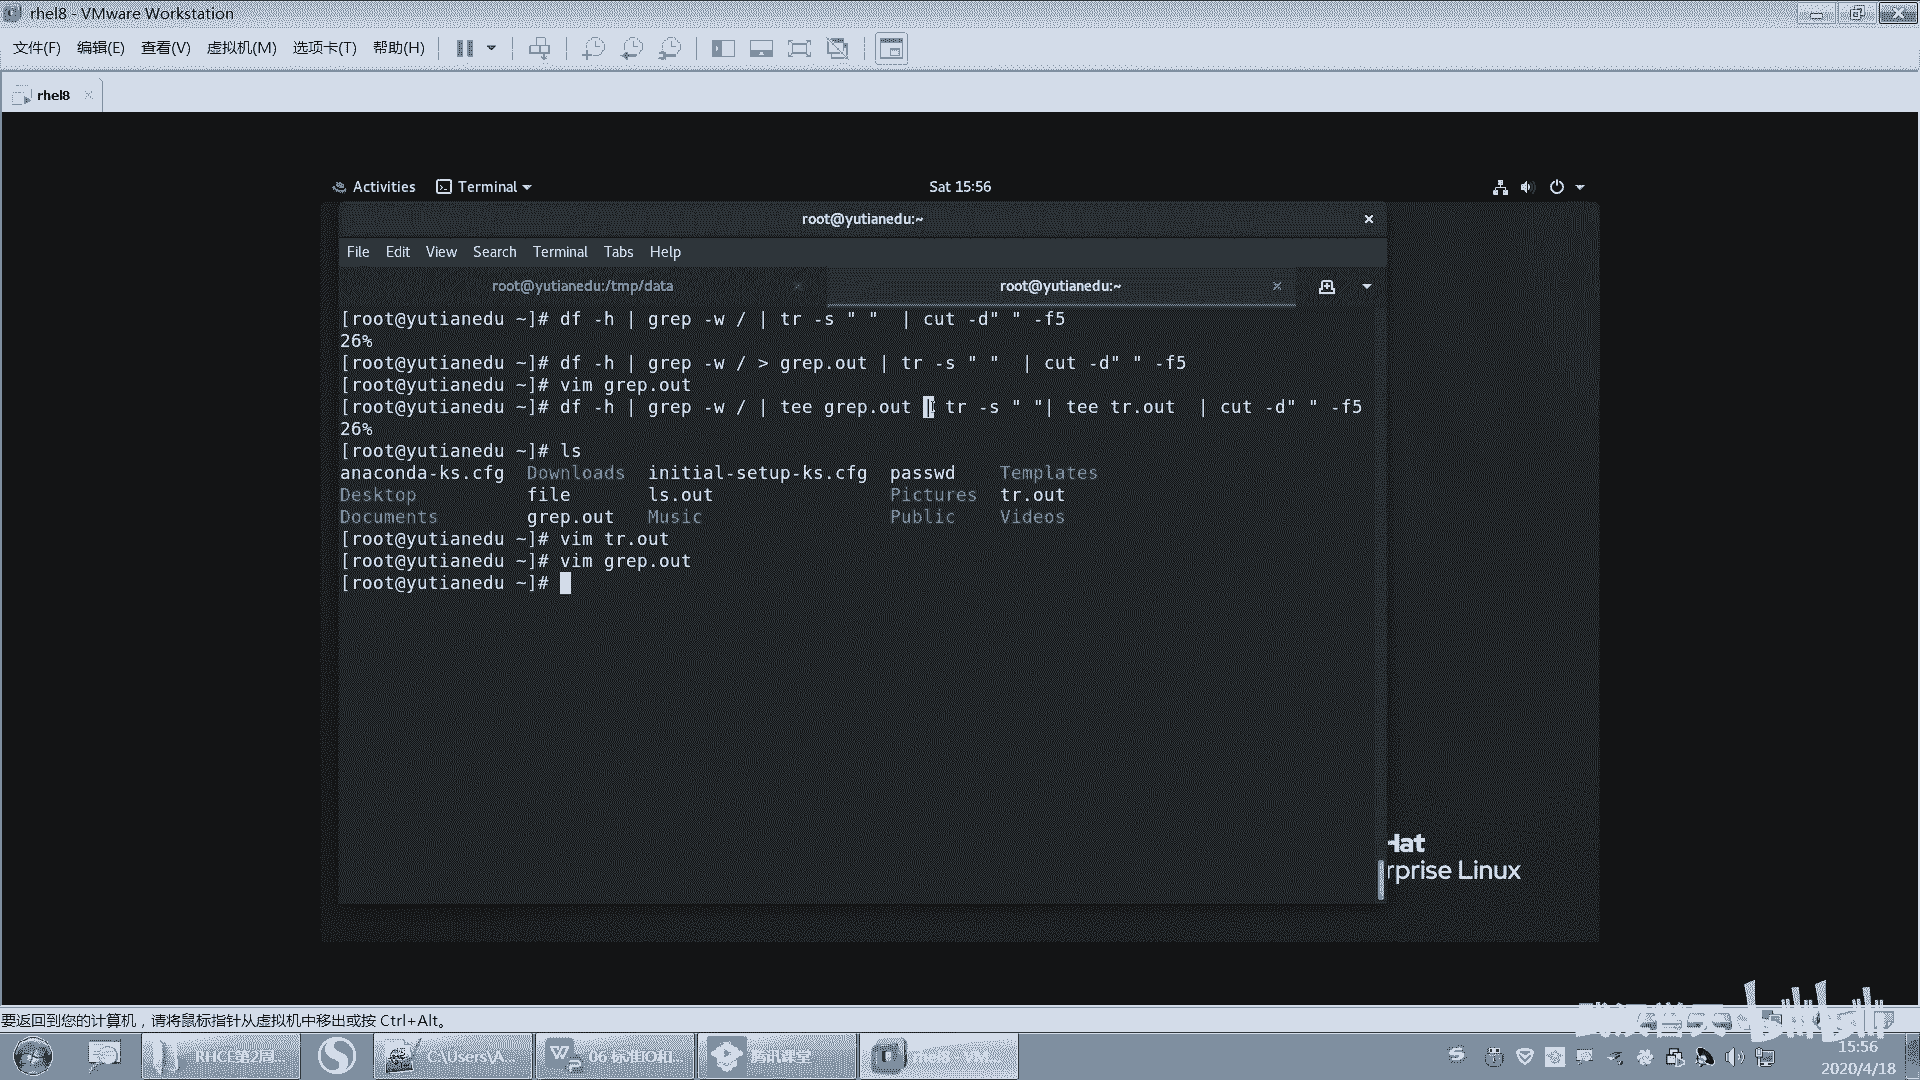 rhel8 - VMware Workstation
文件(F) 编辑(E) 查看(V) 虚拟机(M) 选项卡(T) 帮助(H)
rhel8
Activities Terminal Sat 15:56
root@yutianedu:~
File Edit View Search Terminal Tabs Help
root@yutianedu:/tmp/data root@yutianedu:~
[root@yutianedu ~]# df -h | grep -w / | tr -s " "  | cut -d" " -f5
26%
[root@yutianedu ~]# df -h | grep -w / > grep.out | tr -s " "  | cut -d" " -f5
[root@yutianedu ~]# vim grep.out
[root@yutianedu ~]# df -h | grep -w / | tee grep.out | tr -s " "| tee tr.out  | cut -d" " -f5
26%
[root@yutianedu ~]# ls
anaconda-ks.cfg Downloads initial-setup-ks.cfg passwd Templates
Desktop file ls.out Pictures tr.out
Documents grep.out Music Public Videos
[root@yutianedu ~]# vim tr.out
[root@yutianedu ~]# vim grep.out
[root@yutianedu ~]#
Hat
rprise Linux
要返回到您的计算机，请将鼠标指针从虚拟机中移出或按 Ctrl+Alt。
bilibili
RHCE第2周... C:\Users\A... 06 标准IO和... 腾讯课堂 rhel8 - VM...
15:56
2020/4/18